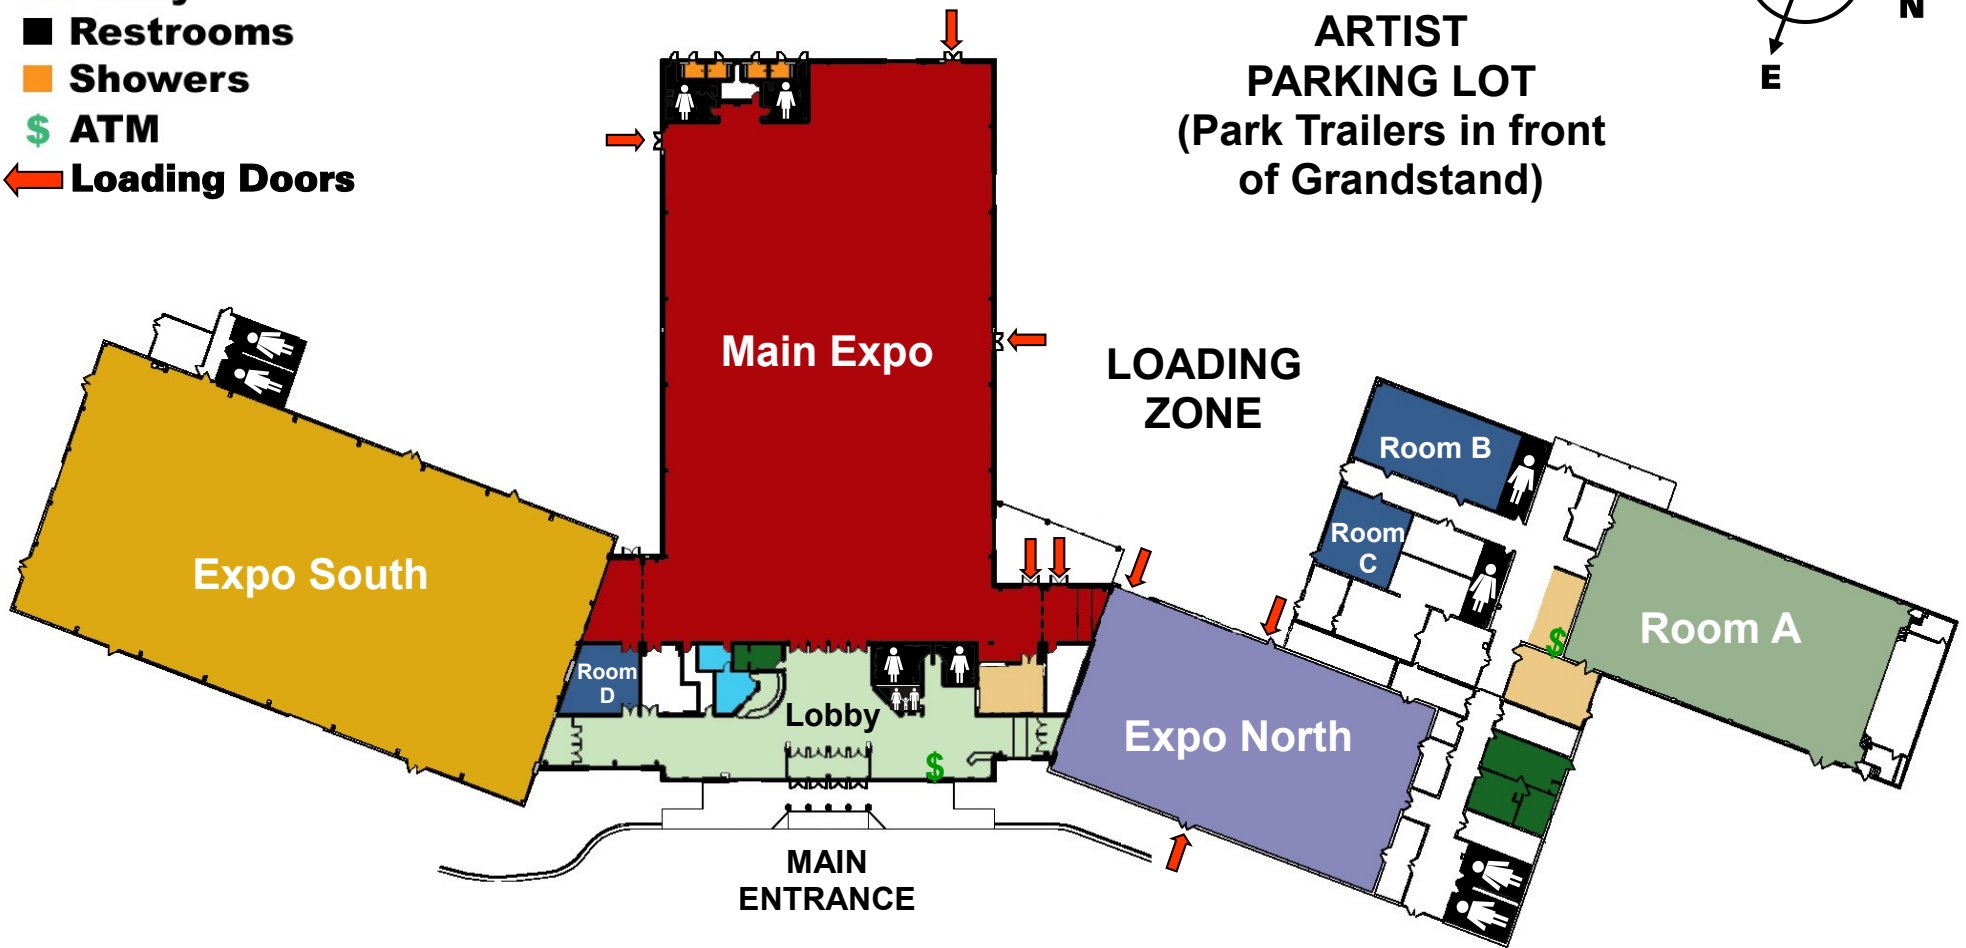 Restrooms
Showers
$ ATM
Loading Doors
N
E
ARTIST
PARKING LOT
(Park Trailers in front
of Grandstand)
Main Expo
LOADING
ZONE
Room B
Room
C
Expo South
Room A
$
Room
D
Lobby
Expo North
$
MAIN
ENTRANCE